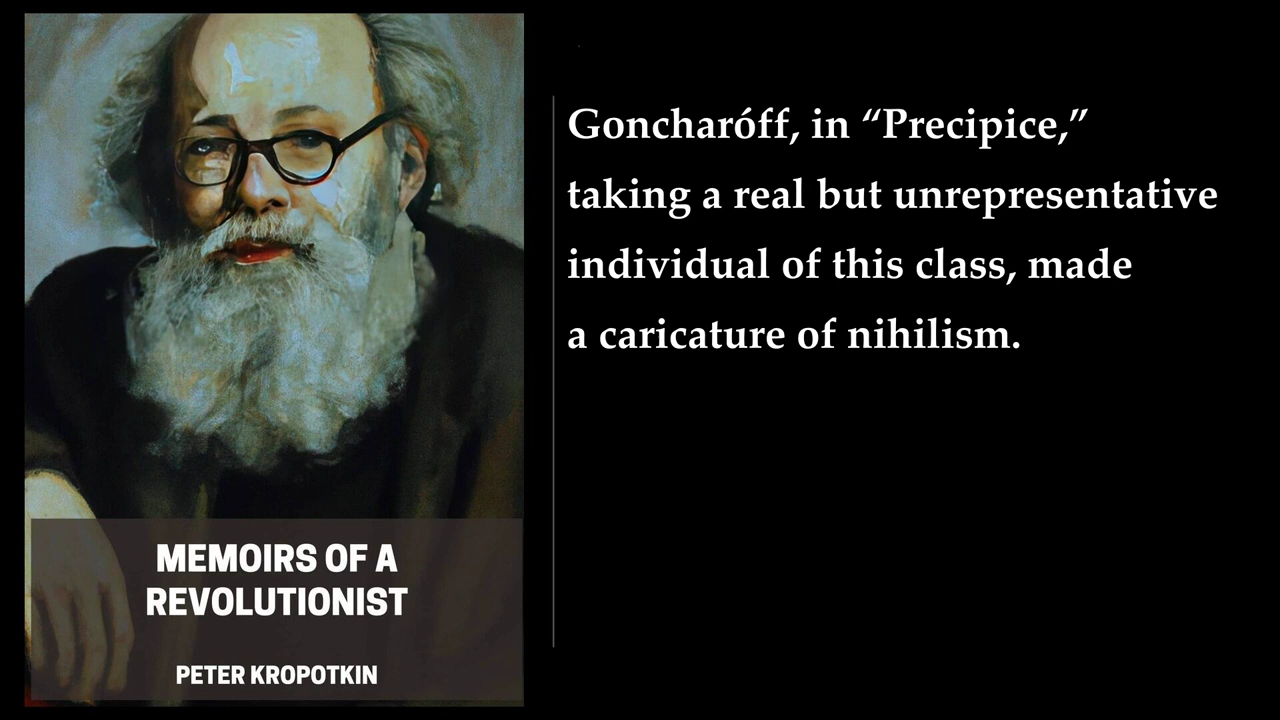 Goncharóff, in “Precipice,”
taking a real but unrepresentative
individual of this class, made
a caricature of nihilism.
MEMOIRS OF A
REVOLUTIONIST
PETER KROPOTKIN